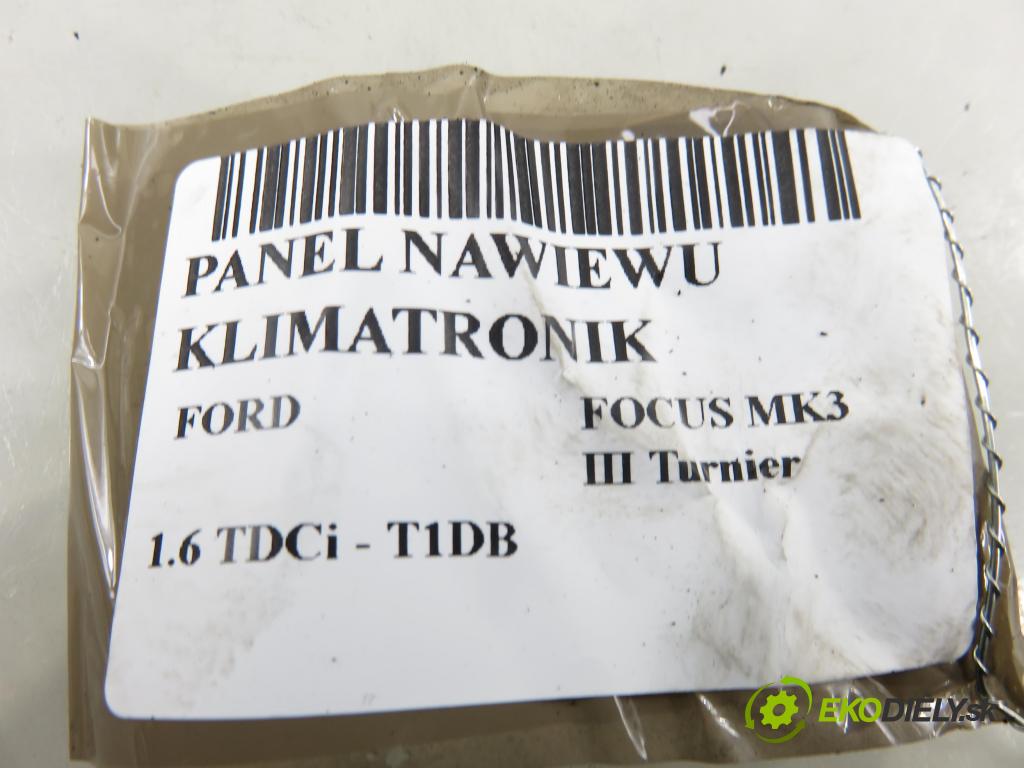 PANEL NAWIEWU
KLIMATRONIK
FORD
FOCUS MK3
III Turnier
1.6 TDCi - T1DB
EKODIELY.sk